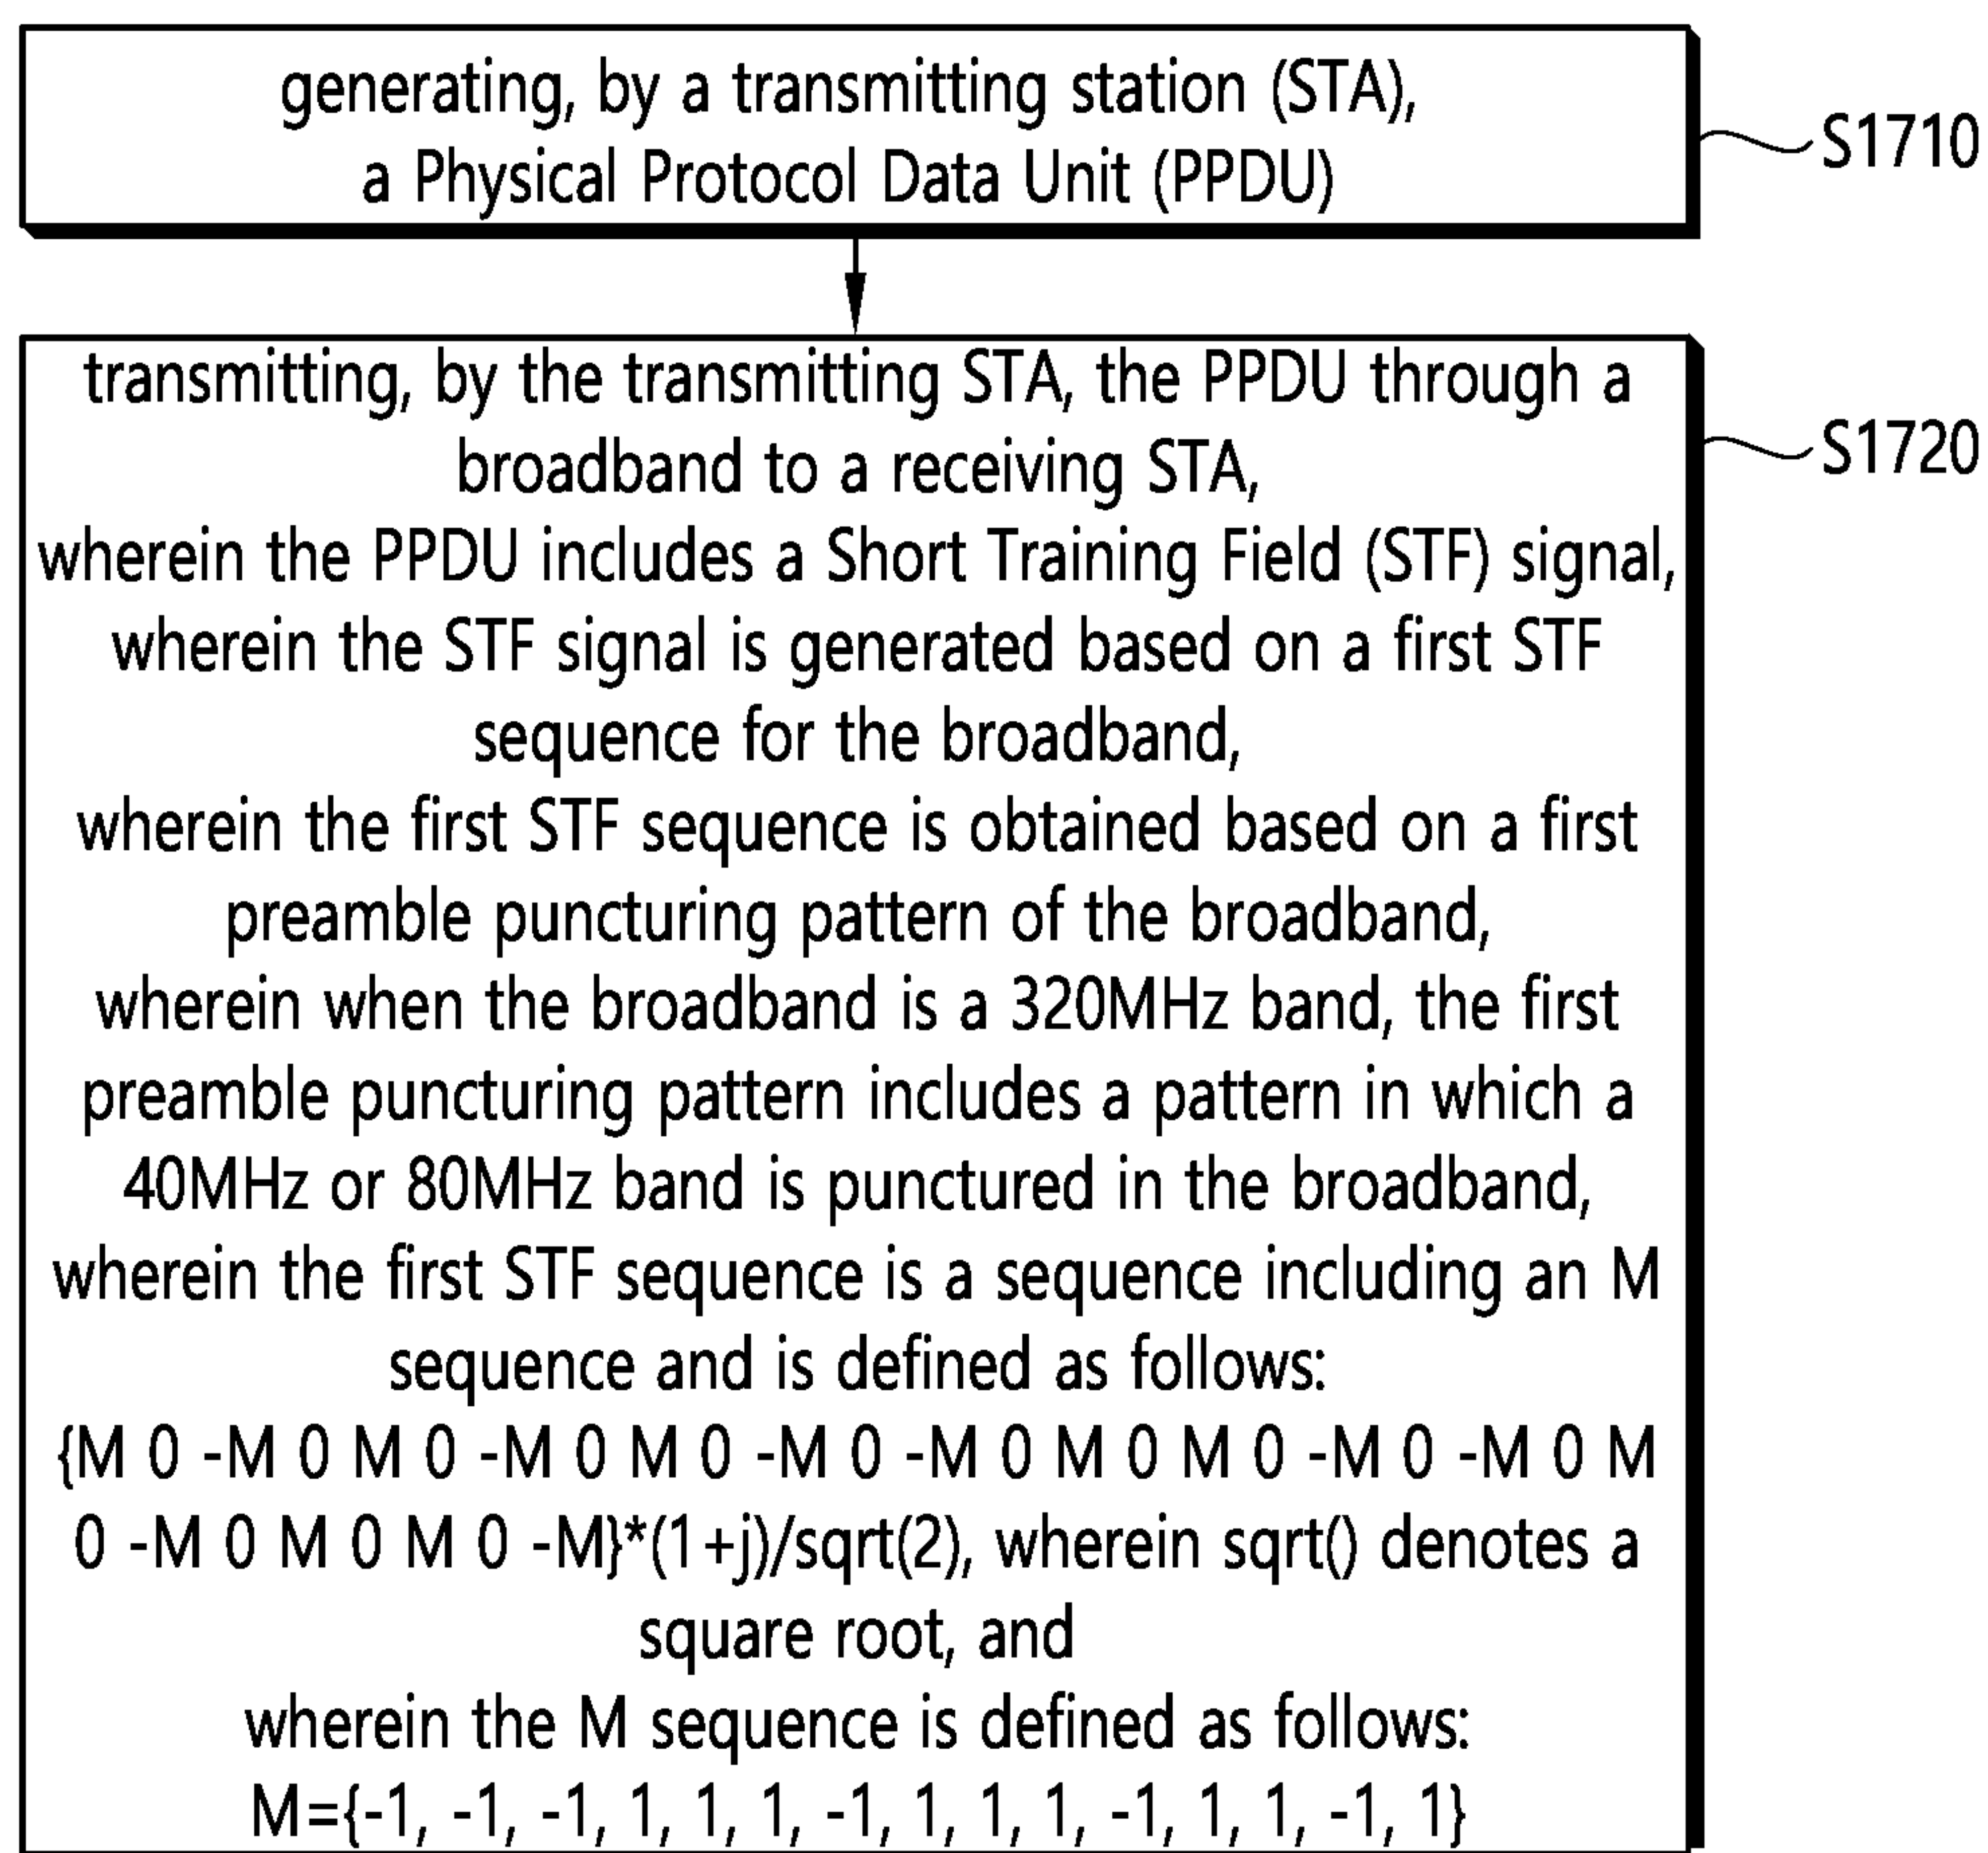 generating, by a transmitting station (STA),
a Physical Protocol Data Unit (PPDU)
S1710
transmitting, by the transmitting STA, the PPDU through a
broadband to a receiving STA,
wherein the PPDU includes a Short Training Field (STF) signal,
wherein the STF signal is generated based on a first STF
sequence for the broadband,
wherein the first STF sequence is obtained based on a first
preamble puncturing pattern of the broadband,
wherein when the broadband is a 320MHz band, the first
preamble puncturing pattern includes a pattern in which a
40MHz or 80MHz band is punctured in the broadband,
wherein the first STF sequence is a sequence including an M
sequence and is defined as follows:
{M 0 -M 0 M 0 -M 0 M 0 -M 0 -M 0 M 0 M 0 -M 0 -M 0 M
0 -M 0 M 0 M 0 -M}*(1+j)/sqrt(2), wherein sqrt() denotes a
square root, and
wherein the M sequence is defined as follows:
M={-1, -1, -1, 1, 1, 1, -1, 1, 1, 1, -1, 1, 1, -1, 1}
S1720